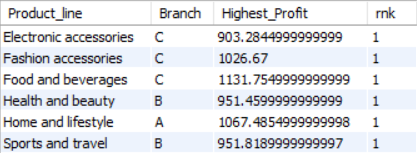 Product_line Branch Highest_Profit rnk
Electronic accessories C 903.2844999999999 1
Fashion accessories C 1026.67 1
Food and beverages C 1131.7549999999999 1
Health and beauty B 951.4599999999999 1
Home and lifestyle A 1067.4854999999998 1
Sports and travel B 951.8189999999997 1